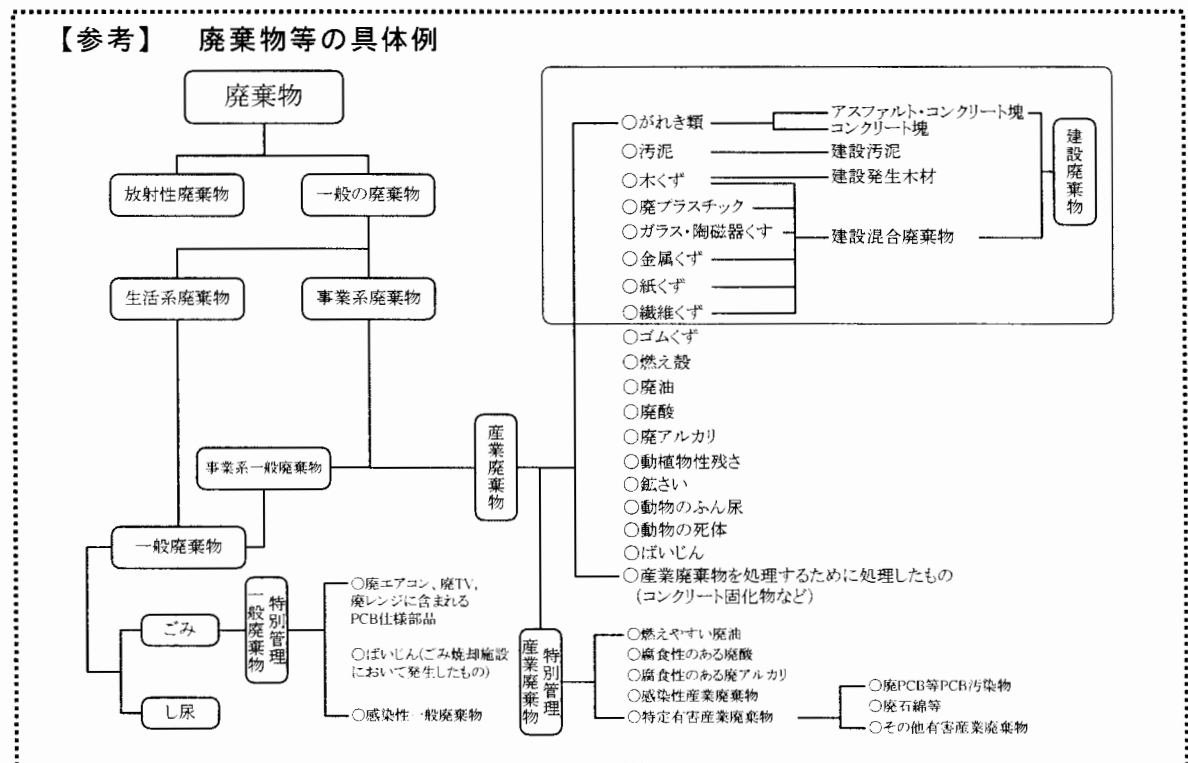 【参考】 廃棄物等の具体例
廃棄物
放射性廃棄物
一般の廃棄物
生活系廃棄物
事業系廃棄物
事業系一般廃棄物
一般廃棄物
ごみ
し尿
特別管理
一般廃棄物
○廃エアコン、廃TV、
廃レンジに含まれる
PCB仕様部品
○ばいじん(ごみ焼却施設
において発生したもの)
○感染性一般廃棄物
産業廃棄物
○がれき類
アスファルト・コンクリート塊
コンクリート塊
○汚泥
建設汚泥
○木くず
建設発生木材
○廃プラスチック
○ガラス・陶磁器くす
建設混合廃棄物
○金属くず
○紙くず
○繊維くず
建設廃棄物
○ゴムくず
○燃え殻
○廃油
○廃酸
○廃アルカリ
○動植物性残さ
○鉱さい
○動物のふん尿
○動物の死体
○ばいじん
○産業廃棄物を処理するために処理したもの
(コンクリート固化物など)
特別管理
産業廃棄物
○燃えやすい廃油
○腐食性のある廃酸
○腐食性のある廃アルカリ
○感染性産業廃棄物
○特定有害産業廃棄物
○廃PCB等PCB汚染物
○廃石綿等
○その他有害産業廃棄物